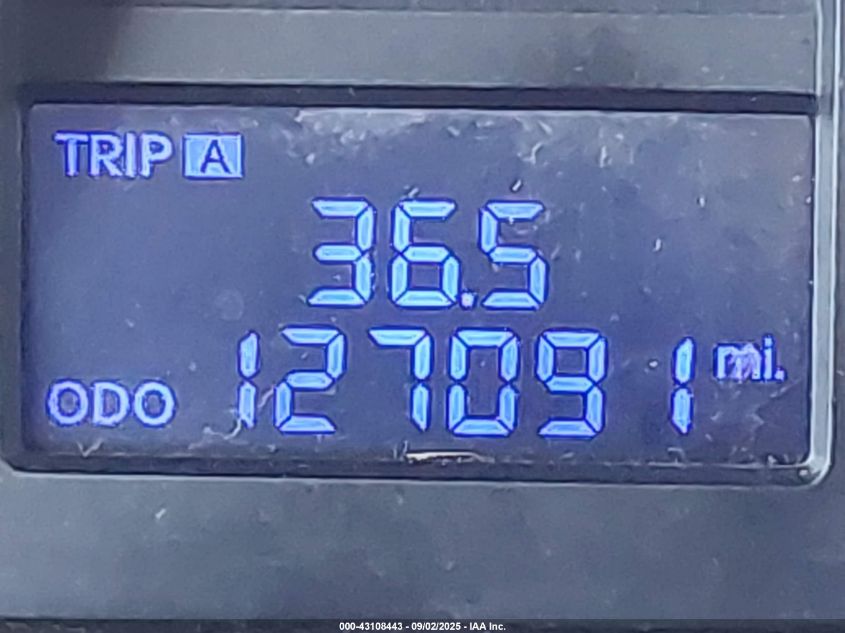 TRIP A
36.5
ODO 127091 mi.
000-43108443 - 09/02/2025 - IAA Inc.